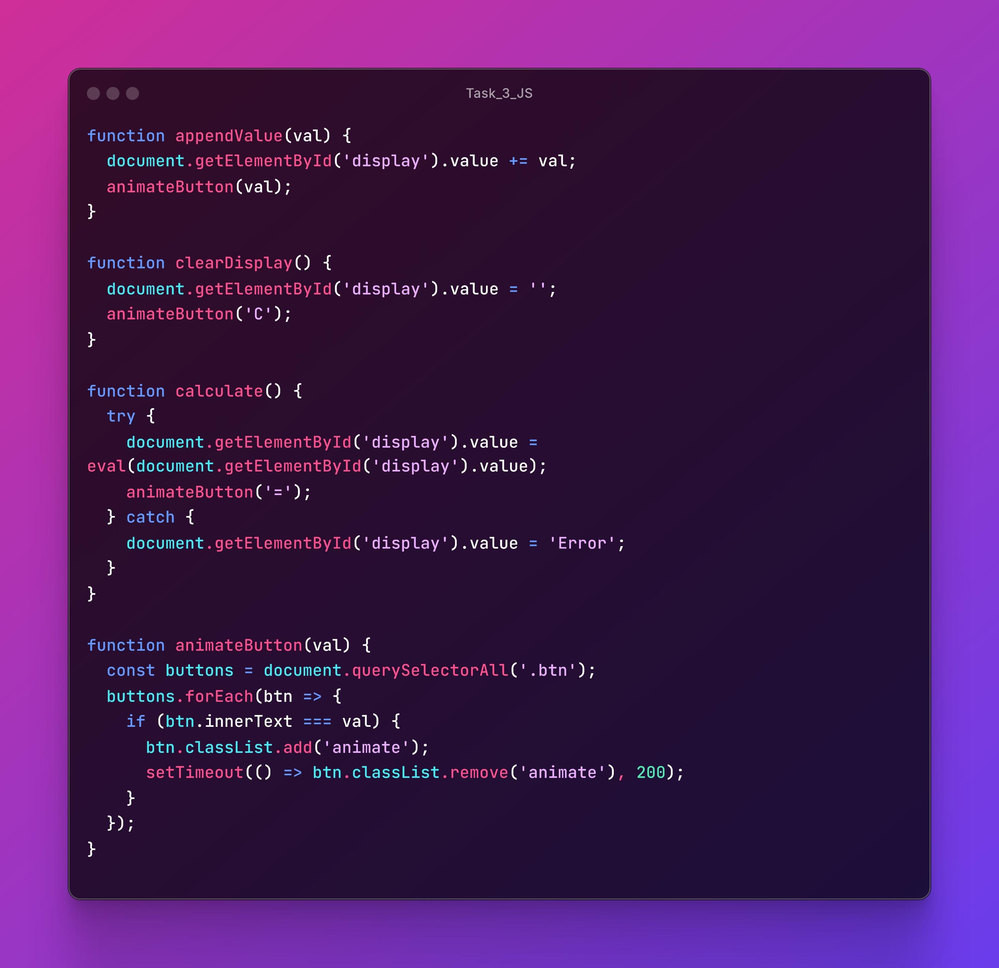 Task_3_JS
function appendValue(val) {
  document.getElementById('display').value += val;
  animateButton(val);
}

function clearDisplay() {
  document.getElementById('display').value = '';
  animateButton('C');
}

function calculate() {
  try {
    document.getElementById('display').value =
eval(document.getElementById('display').value);
    animateButton('=');
  } catch {
    document.getElementById('display').value = 'Error';
  }
}

function animateButton(val) {
  const buttons = document.querySelectorAll('.btn');
  buttons.forEach(btn => {
    if (btn.innerText === val) {
      btn.classList.add('animate');
      setTimeout(() => btn.classList.remove('animate'), 200);
    }
  });
}